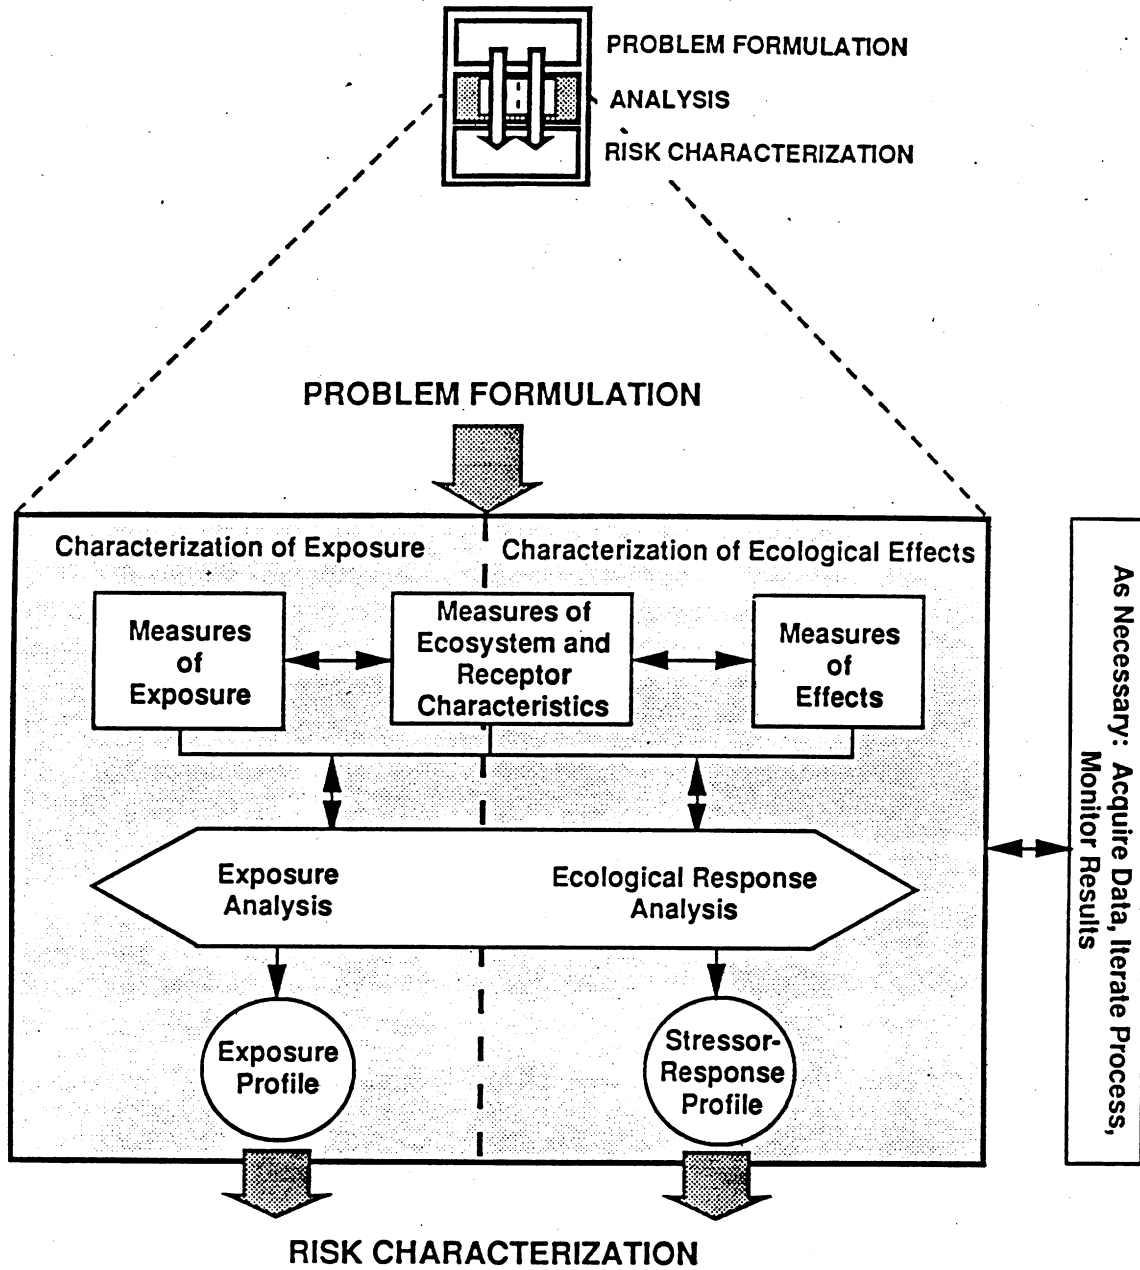 PROBLEM FORMULATION
ANALYSIS
RISK CHARACTERIZATION
PROBLEM FORMULATION
Characterization of Exposure
Characterization of Ecological Effects
Measures
of
Exposure
Measures of
Ecosystem and
Receptor
Characteristics
Measures
of
Effects
As Necessary: Acquire Data, Iterate Process,
Monitor Results
Exposure
Analysis
Ecological Response
Analysis
Exposure
Profile
Stressor-
Response
Profile
RISK CHARACTERIZATION